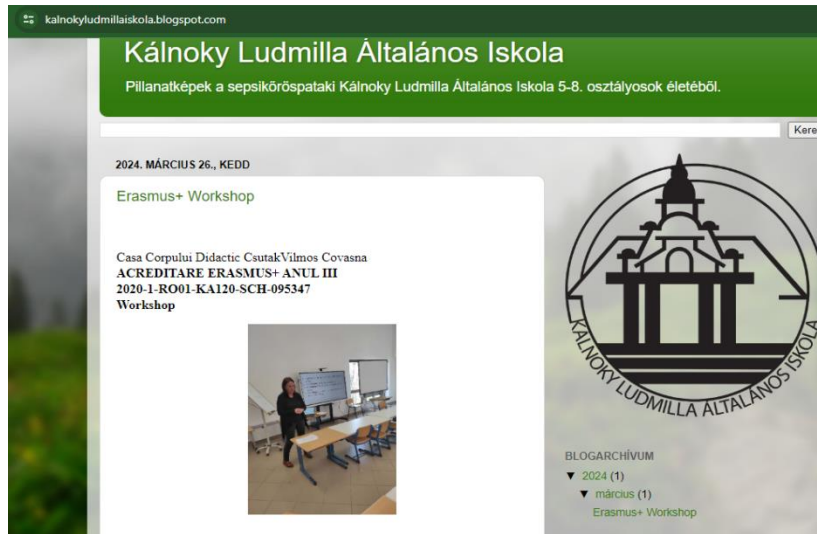 kalnokyludmillaiskola.blogspot.com
Kálnoky Ludmilla Általános Iskola
Pillanatképek a sepsikőröspataki Kálnoky Ludmilla Általános Iskola 5-8. osztályosok életéből.
Kere
2024. MÁRCIUS 26., KEDD
Erasmus+ Workshop
Casa Corpului Didactic CsutakVilmos Covasna
ACREDITARE ERASMUS+ ANUL III
2020-1-RO01-KA120-SCH-095347
Workshop
KÁLNOKY LUDMILLA ÁLTALÁNOS ISKOLA
BLOGARCHÍVUM
▼ 2024 (1)
▼ március (1)
Erasmus+ Workshop